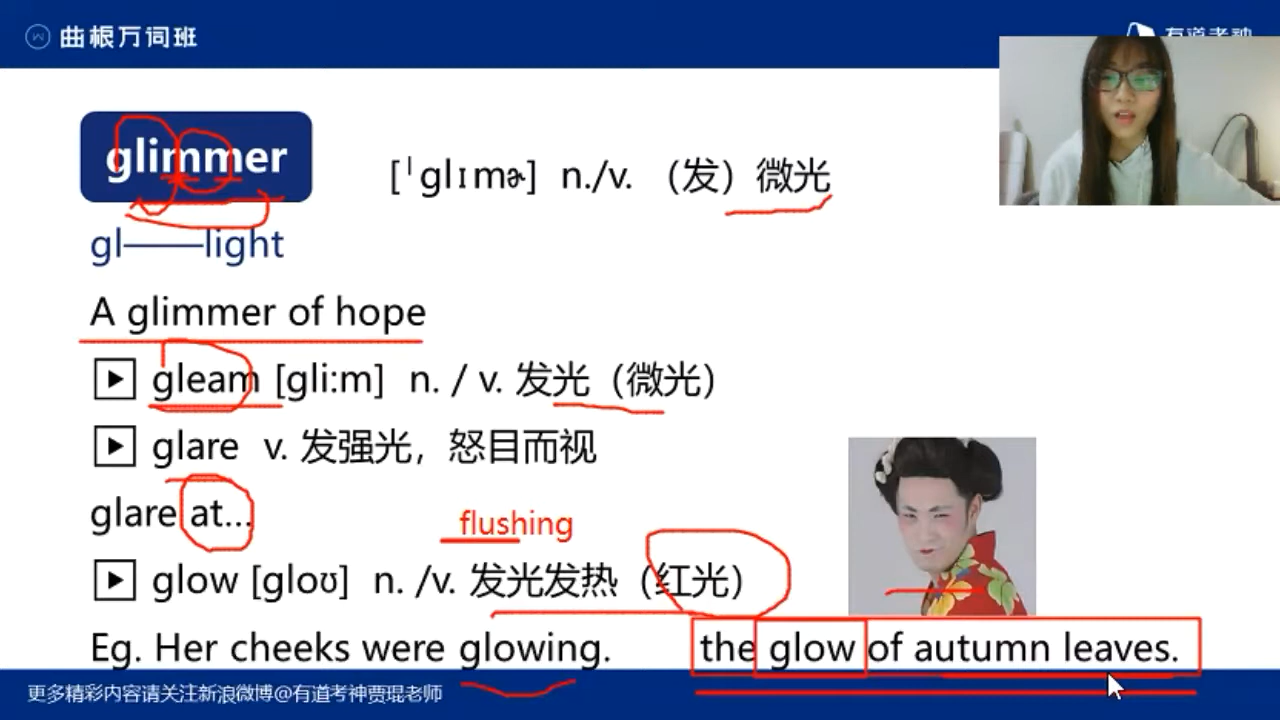 曲根万词班
有道考神
glimmer
[ˈglɪmɚ] n./v. （发）微光
gl——light
A glimmer of hope
gleam [gli:m] n. / v. 发光（微光）
glare v. 发强光，怒目而视
glare at...
flushing
glow [gloʊ] n. /v. 发光发热（红光）
Eg. Her cheeks were glowing. the glow of autumn leaves.
更多精彩内容请关注新浪微博@有道考神贾琨老师